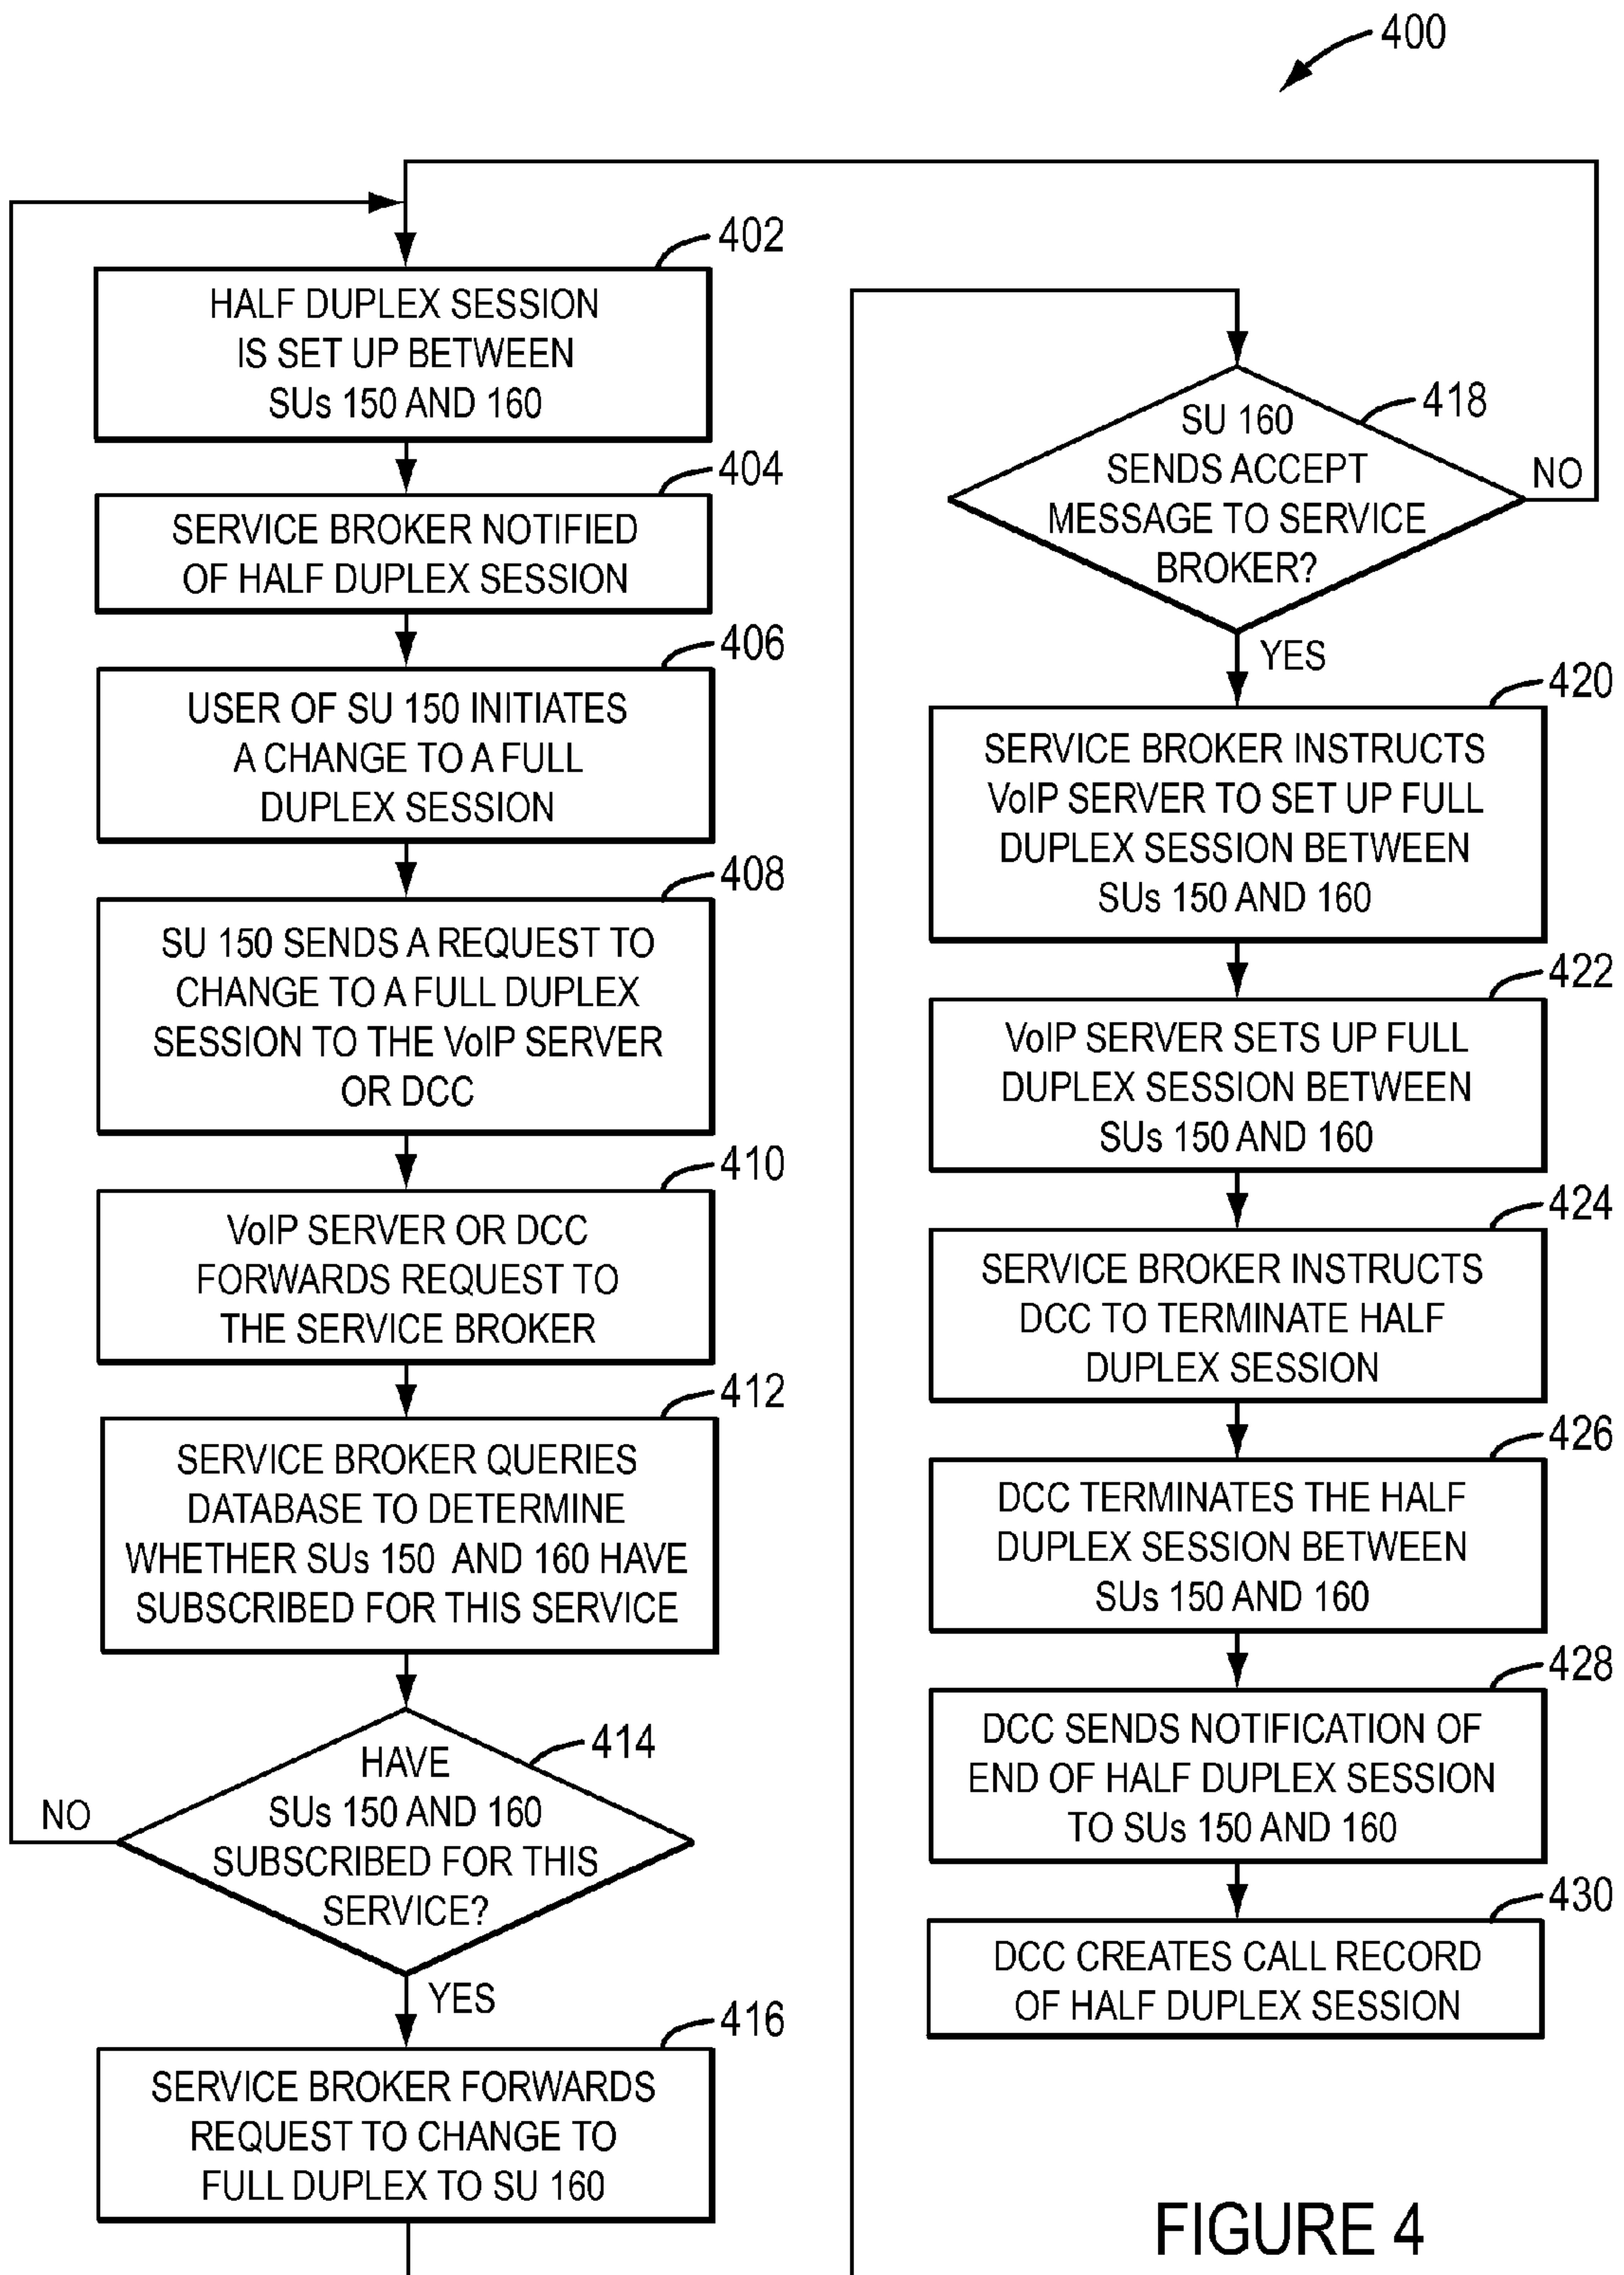 400
402
HALF DUPLEX SESSION
IS SET UP BETWEEN
SUs 150 AND 160
404
SERVICE BROKER NOTIFIED
OF HALF DUPLEX SESSION
406
USER OF SU 150 INITIATES
A CHANGE TO A FULL
DUPLEX SESSION
408
SU 150 SENDS A REQUEST TO
CHANGE TO A FULL DUPLEX
SESSION TO THE VoIP SERVER
OR DCC
410
VoIP SERVER OR DCC
FORWARDS REQUEST TO
THE SERVICE BROKER
412
SERVICE BROKER QUERIES
DATABASE TO DETERMINE
WHETHER SUs 150 AND 160 HAVE
SUBSCRIBED FOR THIS SERVICE
414
HAVE
SUs 150 AND 160
SUBSCRIBED FOR THIS
SERVICE?
NO
YES
416
SERVICE BROKER FORWARDS
REQUEST TO CHANGE TO
FULL DUPLEX TO SU 160
418
SU 160
SENDS ACCEPT
MESSAGE TO SERVICE
BROKER?
NO
YES
420
SERVICE BROKER INSTRUCTS
VoIP SERVER TO SET UP FULL
DUPLEX SESSION BETWEEN
SUs 150 AND 160
422
VoIP SERVER SETS UP FULL
DUPLEX SESSION BETWEEN
SUs 150 AND 160
424
SERVICE BROKER INSTRUCTS
DCC TO TERMINATE HALF
DUPLEX SESSION
426
DCC TERMINATES THE HALF
DUPLEX SESSION BETWEEN
SUs 150 AND 160
428
DCC SENDS NOTIFICATION OF
END OF HALF DUPLEX SESSION
TO SUs 150 AND 160
430
DCC CREATES CALL RECORD
OF HALF DUPLEX SESSION
FIGURE 4